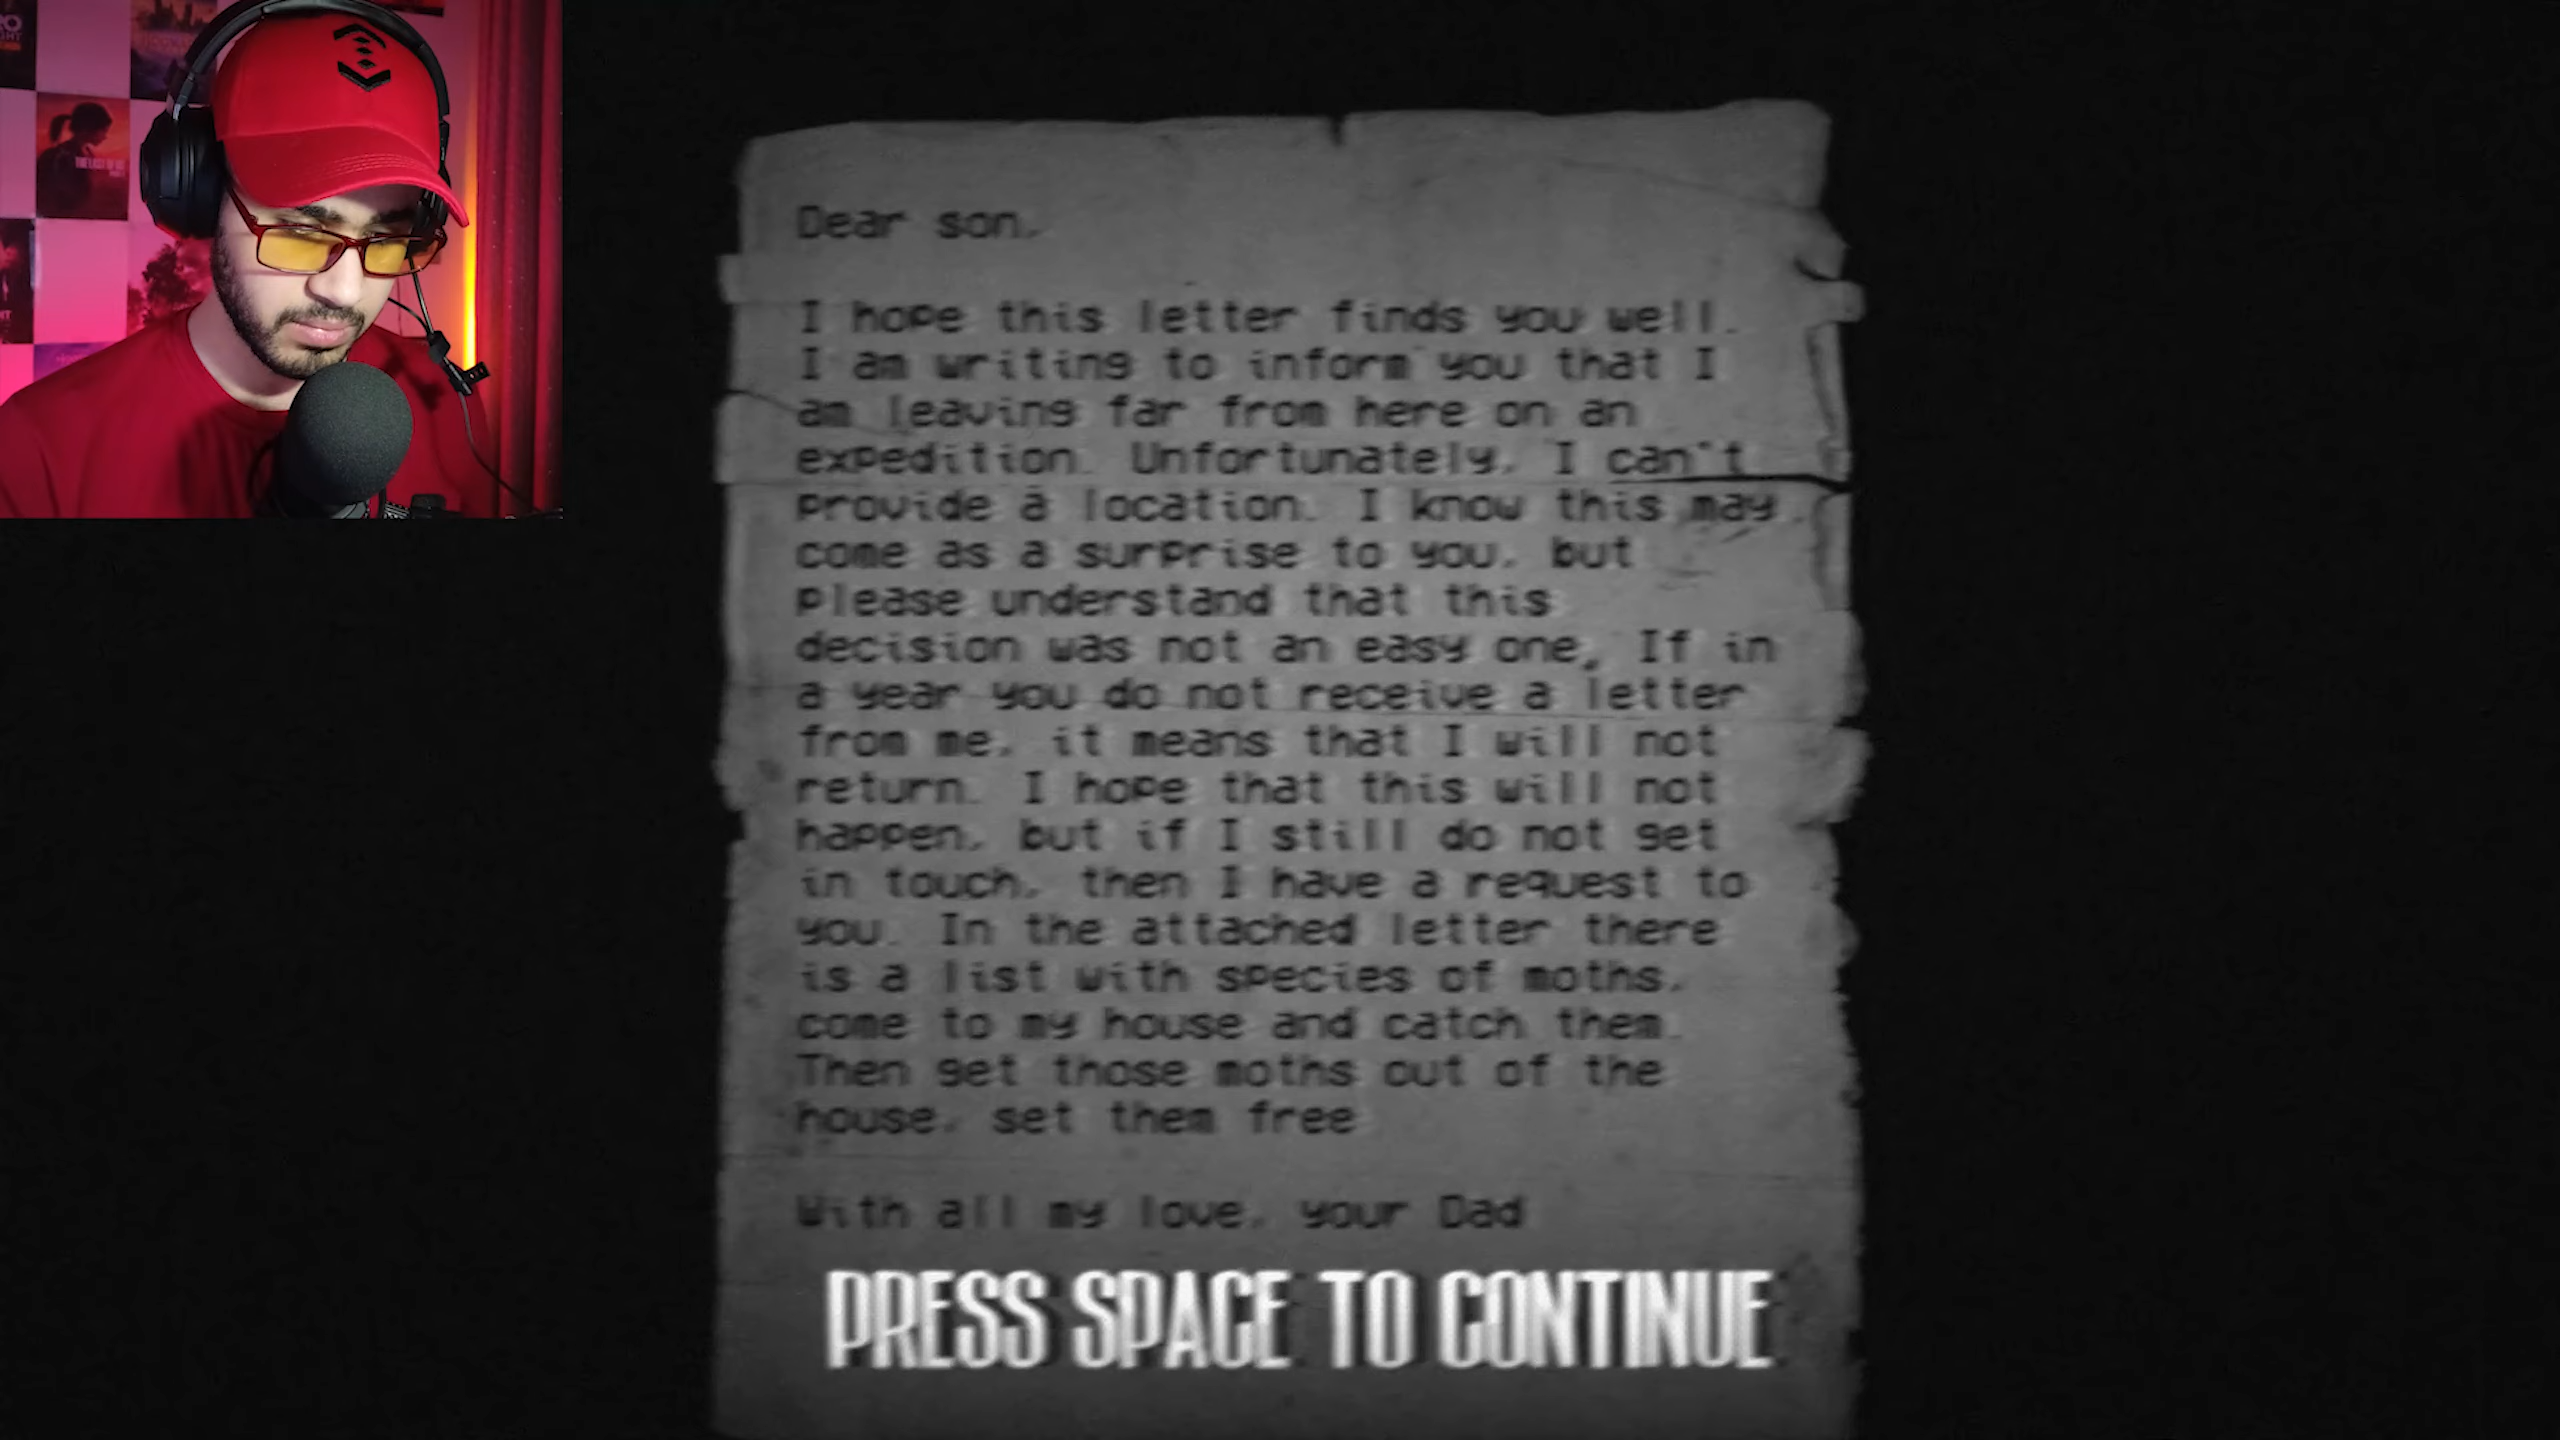 Dear son,
I hope this letter finds you well.
I am writing to inform you that I
am leaving far from here on an
expedition. Unfortunately, I can't
provide a location. I know this may
come as a surprise to you, but
please understand that this
decision was not an easy one, If in
a year you do not receive a letter
from me, it means that I will not
return. I hope that this will not
happen, but if I still do not get
in touch, then I have a request to
you. In the attached letter there
is a list with species of moths,
come to my house and catch them.
Then get those moths out of the
house, set them free
With all my love, your Dad
PRESS SPACE TO CONTINUE